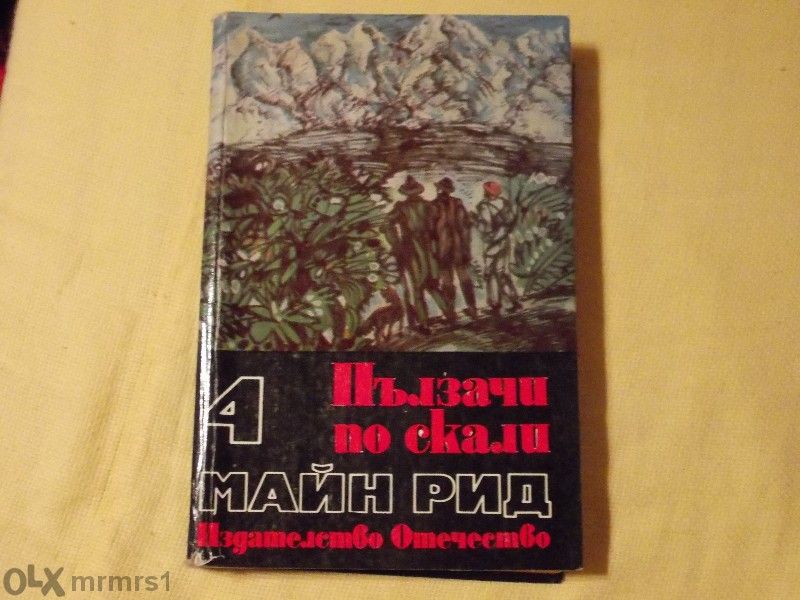 4
Пълзачи
по скали
МАЙН РИД
Издателство Отечество
OLX mrmrs1